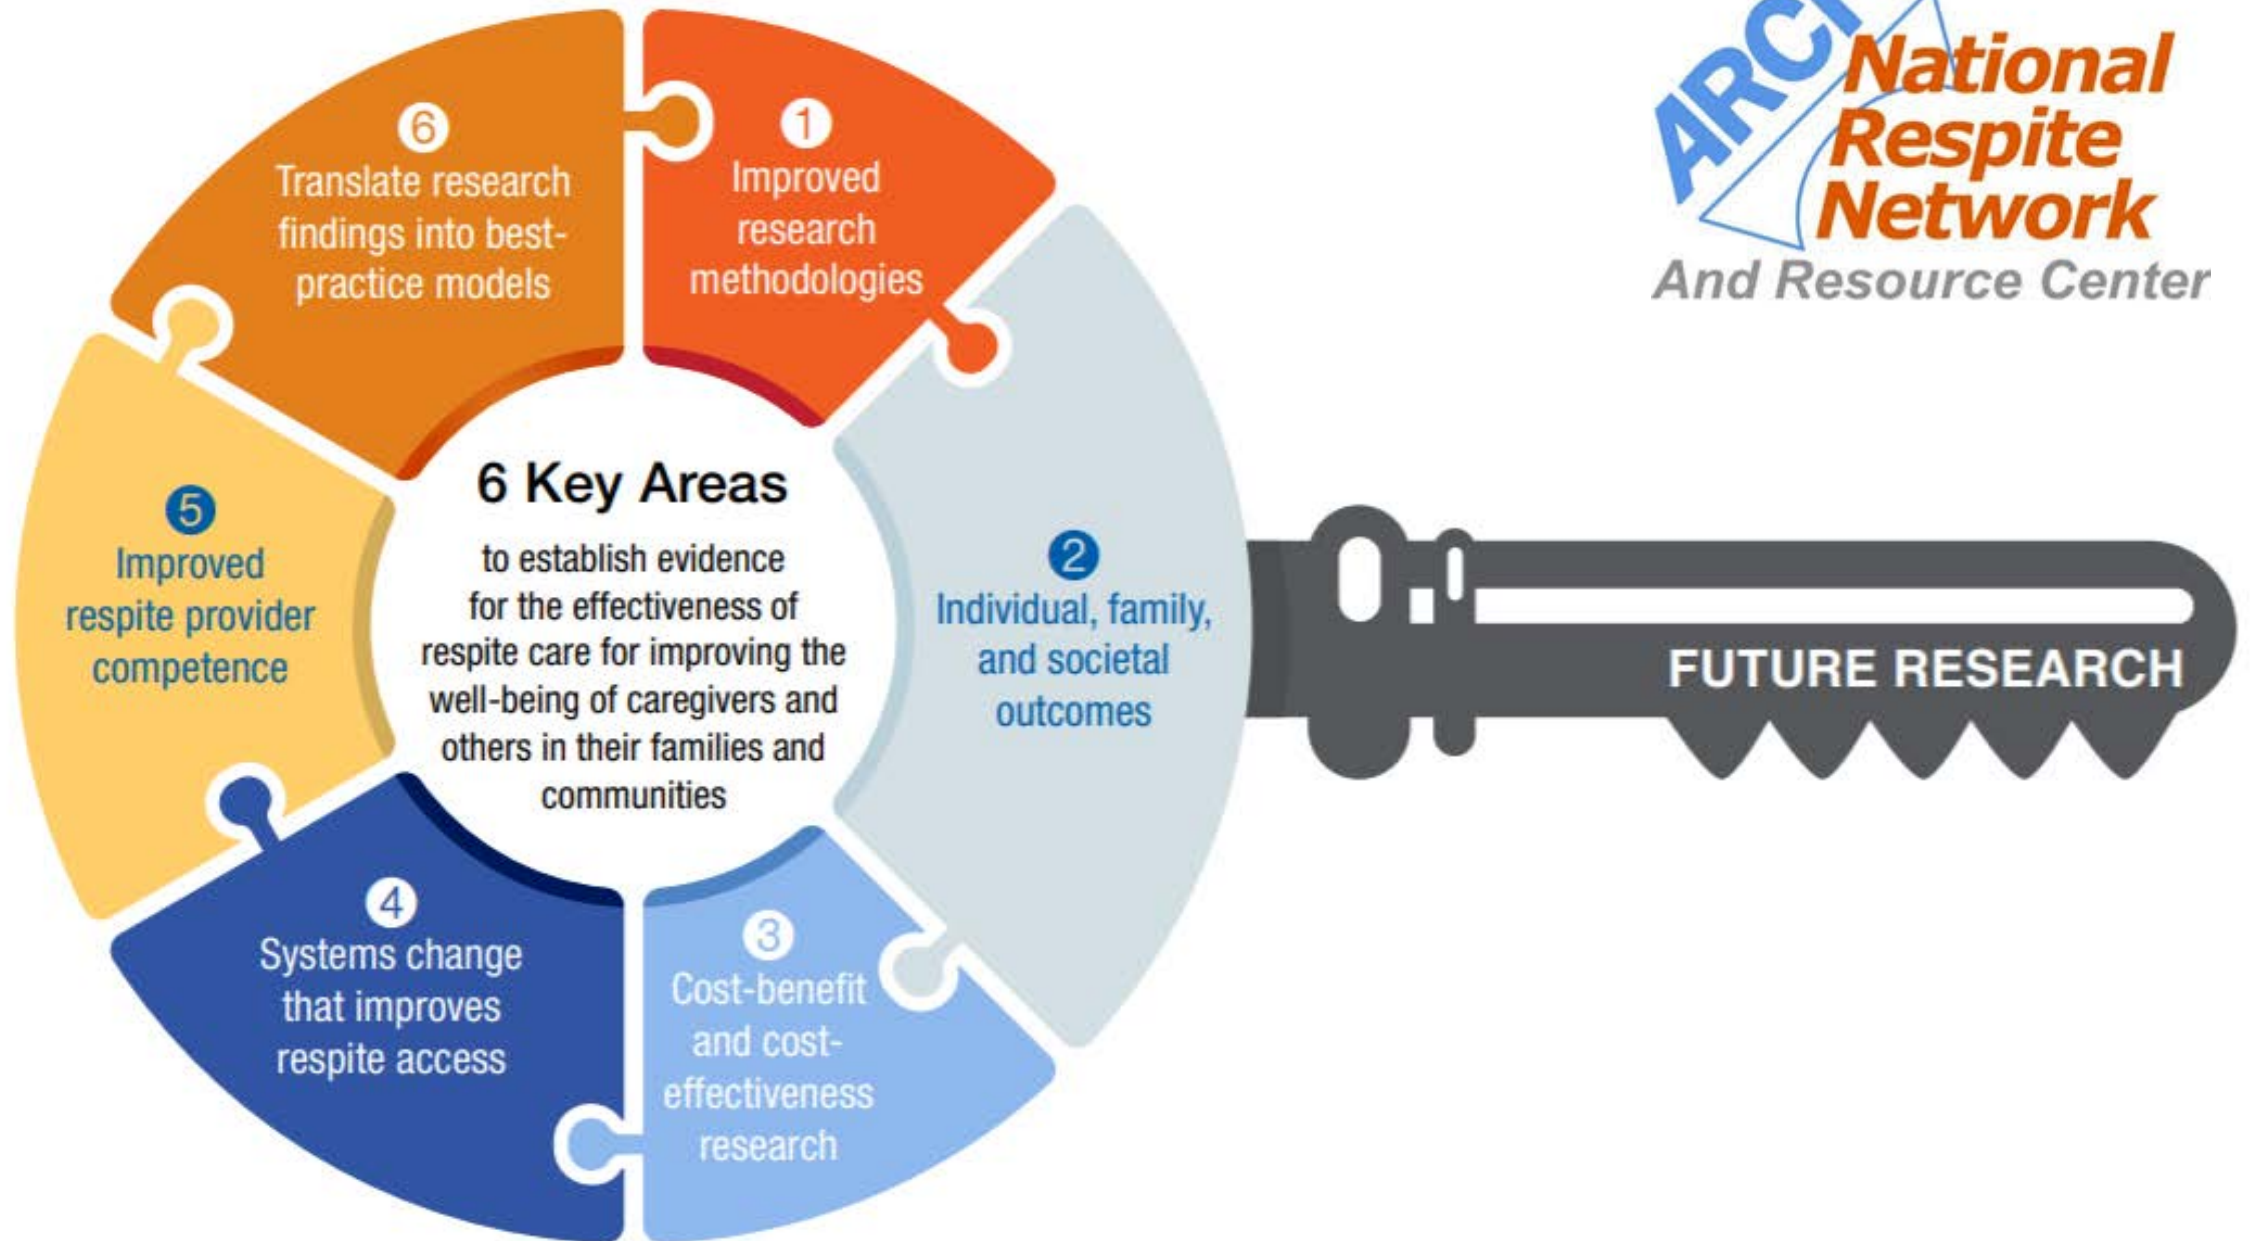 6
Translate research
findings into best-
practice models
1
Improved
research
methodologies
National
Respite
Network
And Resource Center
6 Key Areas
to establish evidence
for the effectiveness of
respite care for improving the
well-being of caregivers and
others in their families and
communities
5
Improved
respite provider
competence
2
Individual, family,
and societal
outcomes
FUTURE RESEARCH
4
Systems change
that improves
respite access
3
Cost-benefit
and cost-
effectiveness
research